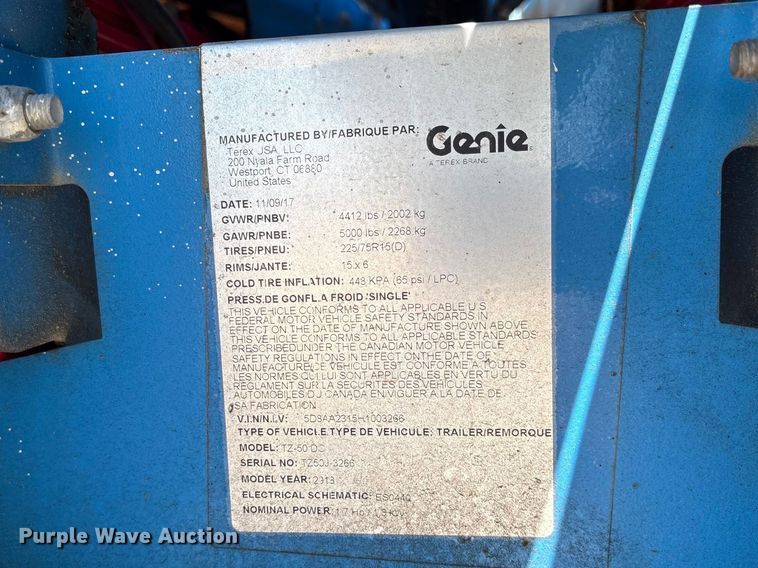 MANUFACTURED BY/FABRIQUE PAR:
Genie
A TEREX BRAND
Terex USA, LLC
200 Nyala Farm Road
Westport, CT 06880
United States
DATE: 11/09/17
GVWR/PNBV: 4412 lbs / 2002 kg
GAWR/PNBE: 5000 lbs / 2268 kg
TIRES/PNEU: 225/75R15(D)
RIMS/JANTE: 15 x 6
COLD TIRE INFLATION: 448 KPA (65 psi / LPC)
PRESS.DE GONFL.A FROID 'SINGLE'
THIS VEHICLE CONFORMS TO ALL APPLICABLE U.S
FEDERAL MOTOR VEHICLE SAFETY STANDARDS IN
EFFECT ON THE DATE OF MANUFACTURE SHOWN ABOVE
THIS VEHICLE CONFORMS TO ALL APPLICABLE STANDARDS
PRESCRIBEDUNDER THE CANADIAN MOTOR VEHICLE
SAFETY REGULATIONS IN EFFECT ONTHE DATE OF
MANUFACTURE.CE VEHICLE CONFORME A TOUTES
LES NORMES QUI LUI SONT APPLICABLES EN VERTU DU
REGLEMENT SUR LA SECURITES DES VEHICLES
AUTOMOBILES DU CANADA EN VIGUER A LA DATE DE
SA FABRICATION
V.I.N/N.I.V:
TYPE OF VEHICLE/TYPE DE VEHICULE: TRAILER/REMORQUE
MODEL: TZ-50 DC
SERIAL NO: TZ50J-3266
MODEL YEAR:
ELECTRICAL SCHEMATIC: ES0440
NOMINAL POWER:
Purple Wave Auction